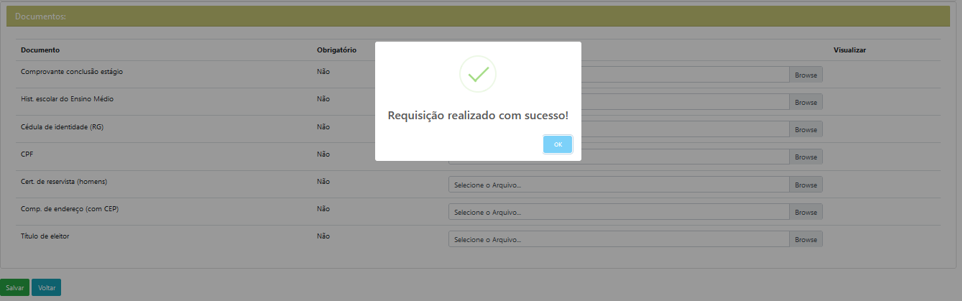 Documentos:
Documento Obrigatório Visualizar
Comprovante conclusão estágio Não Browse
Hist. escolar do Ensino Médio Não Browse
Cédula de identidade (RG) Não Browse
CPF Não Browse
Cert. de reservista (homens) Não Selecione o Arquivo... Browse
Comp. de endereço (com CEP) Não Selecione o Arquivo... Browse
Título de eleitor Não Selecione o Arquivo... Browse
Requisição realizado com sucesso!
OK
Salvar Voltar